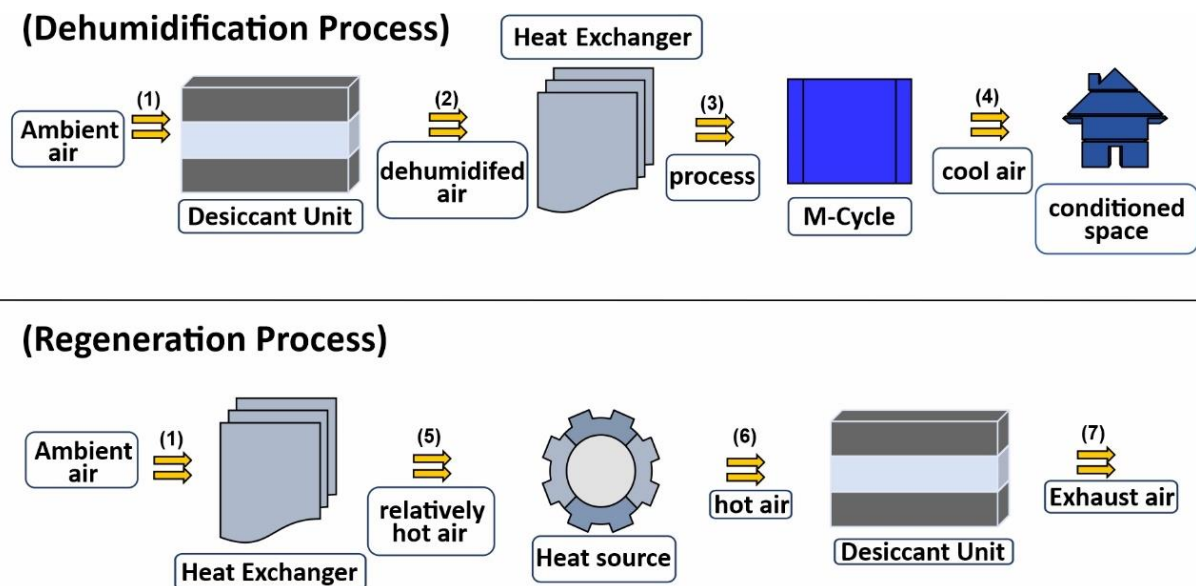 (Dehumidification Process)
Heat Exchanger
(1)
(2)
(3)
(4)
Ambient
air
dehumidifed
air
process
cool air
Desiccant Unit
M-Cycle
conditioned
space
(Regeneration Process)
(1)
(5)
(6)
(7)
Ambient
air
relatively
hot air
hot air
Exhaust air
Heat Exchanger
Heat source
Desiccant Unit